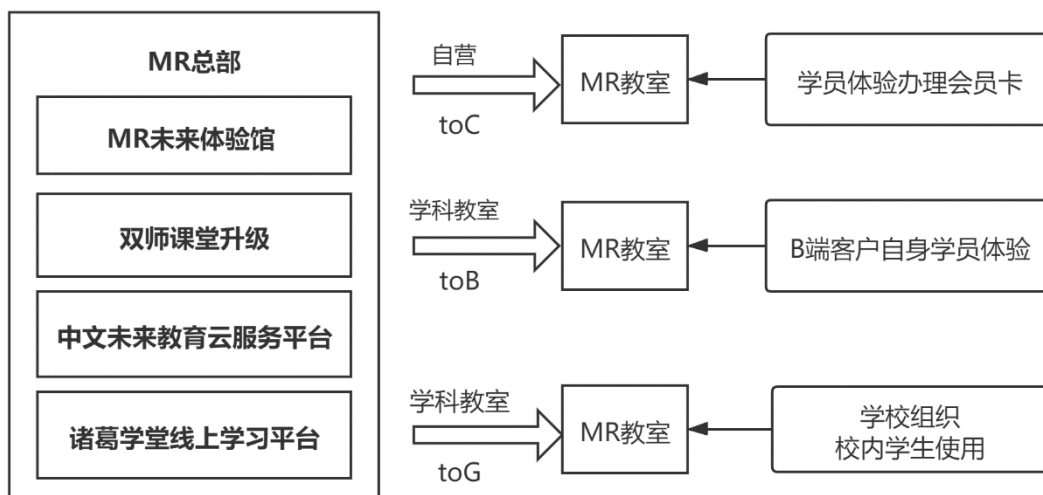 MR总部
MR未来体验馆
双师课堂升级
中文未来教育云服务平台
诸葛学堂线上学习平台
自营
toC
MR教室
学员体验办理会员卡
学科教室
toB
MR教室
B端客户自身学员体验
学科教室
toG
MR教室
学校组织
校内学生使用